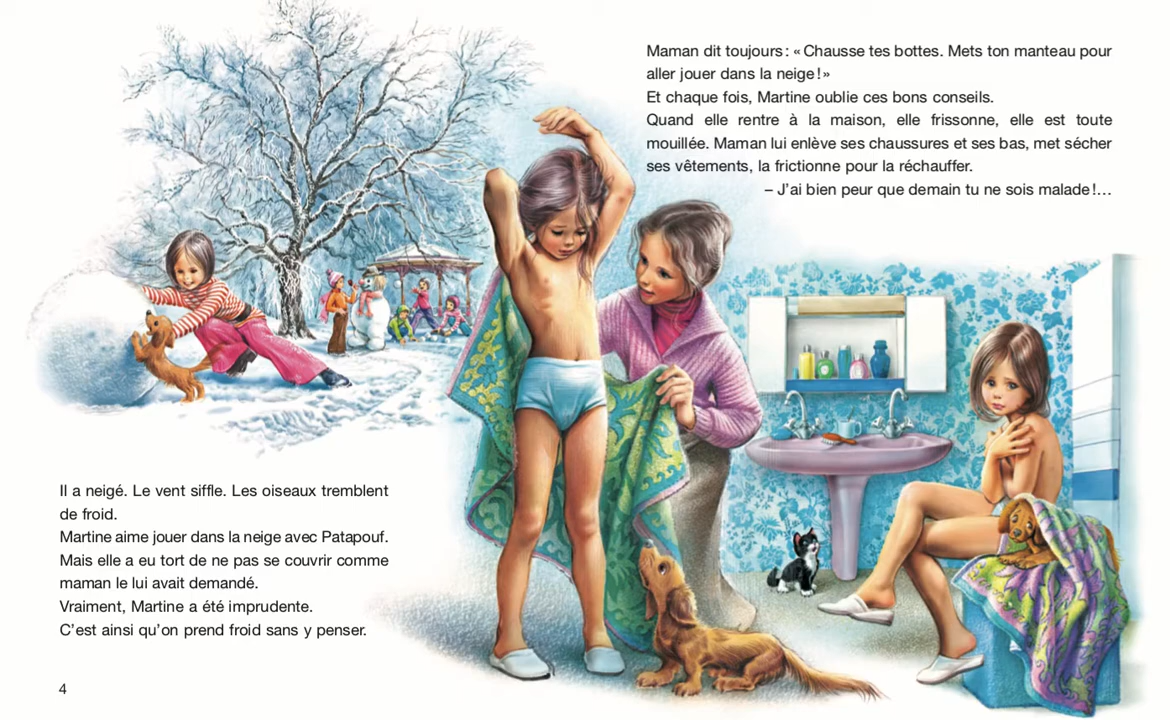 Maman dit toujours : « Chausse tes bottes. Mets ton manteau pour
aller jouer dans la neige ! »
Et chaque fois, Martine oublie ces bons conseils.
Quand elle rentre à la maison, elle frissonne, elle est toute
mouillée. Maman lui enlève ses chaussures et ses bas, met sécher
ses vêtements, la frictionne pour la réchauffer.
– J’ai bien peur que demain tu ne sois malade !…
Il a neigé. Le vent siffle. Les oiseaux tremblent
de froid.
Martine aime jouer dans la neige avec Patapouf.
Mais elle a eu tort de ne pas se couvrir comme
maman le lui avait demandé.
Vraiment, Martine a été imprudente.
C’est ainsi qu’on prend froid sans y penser.
4